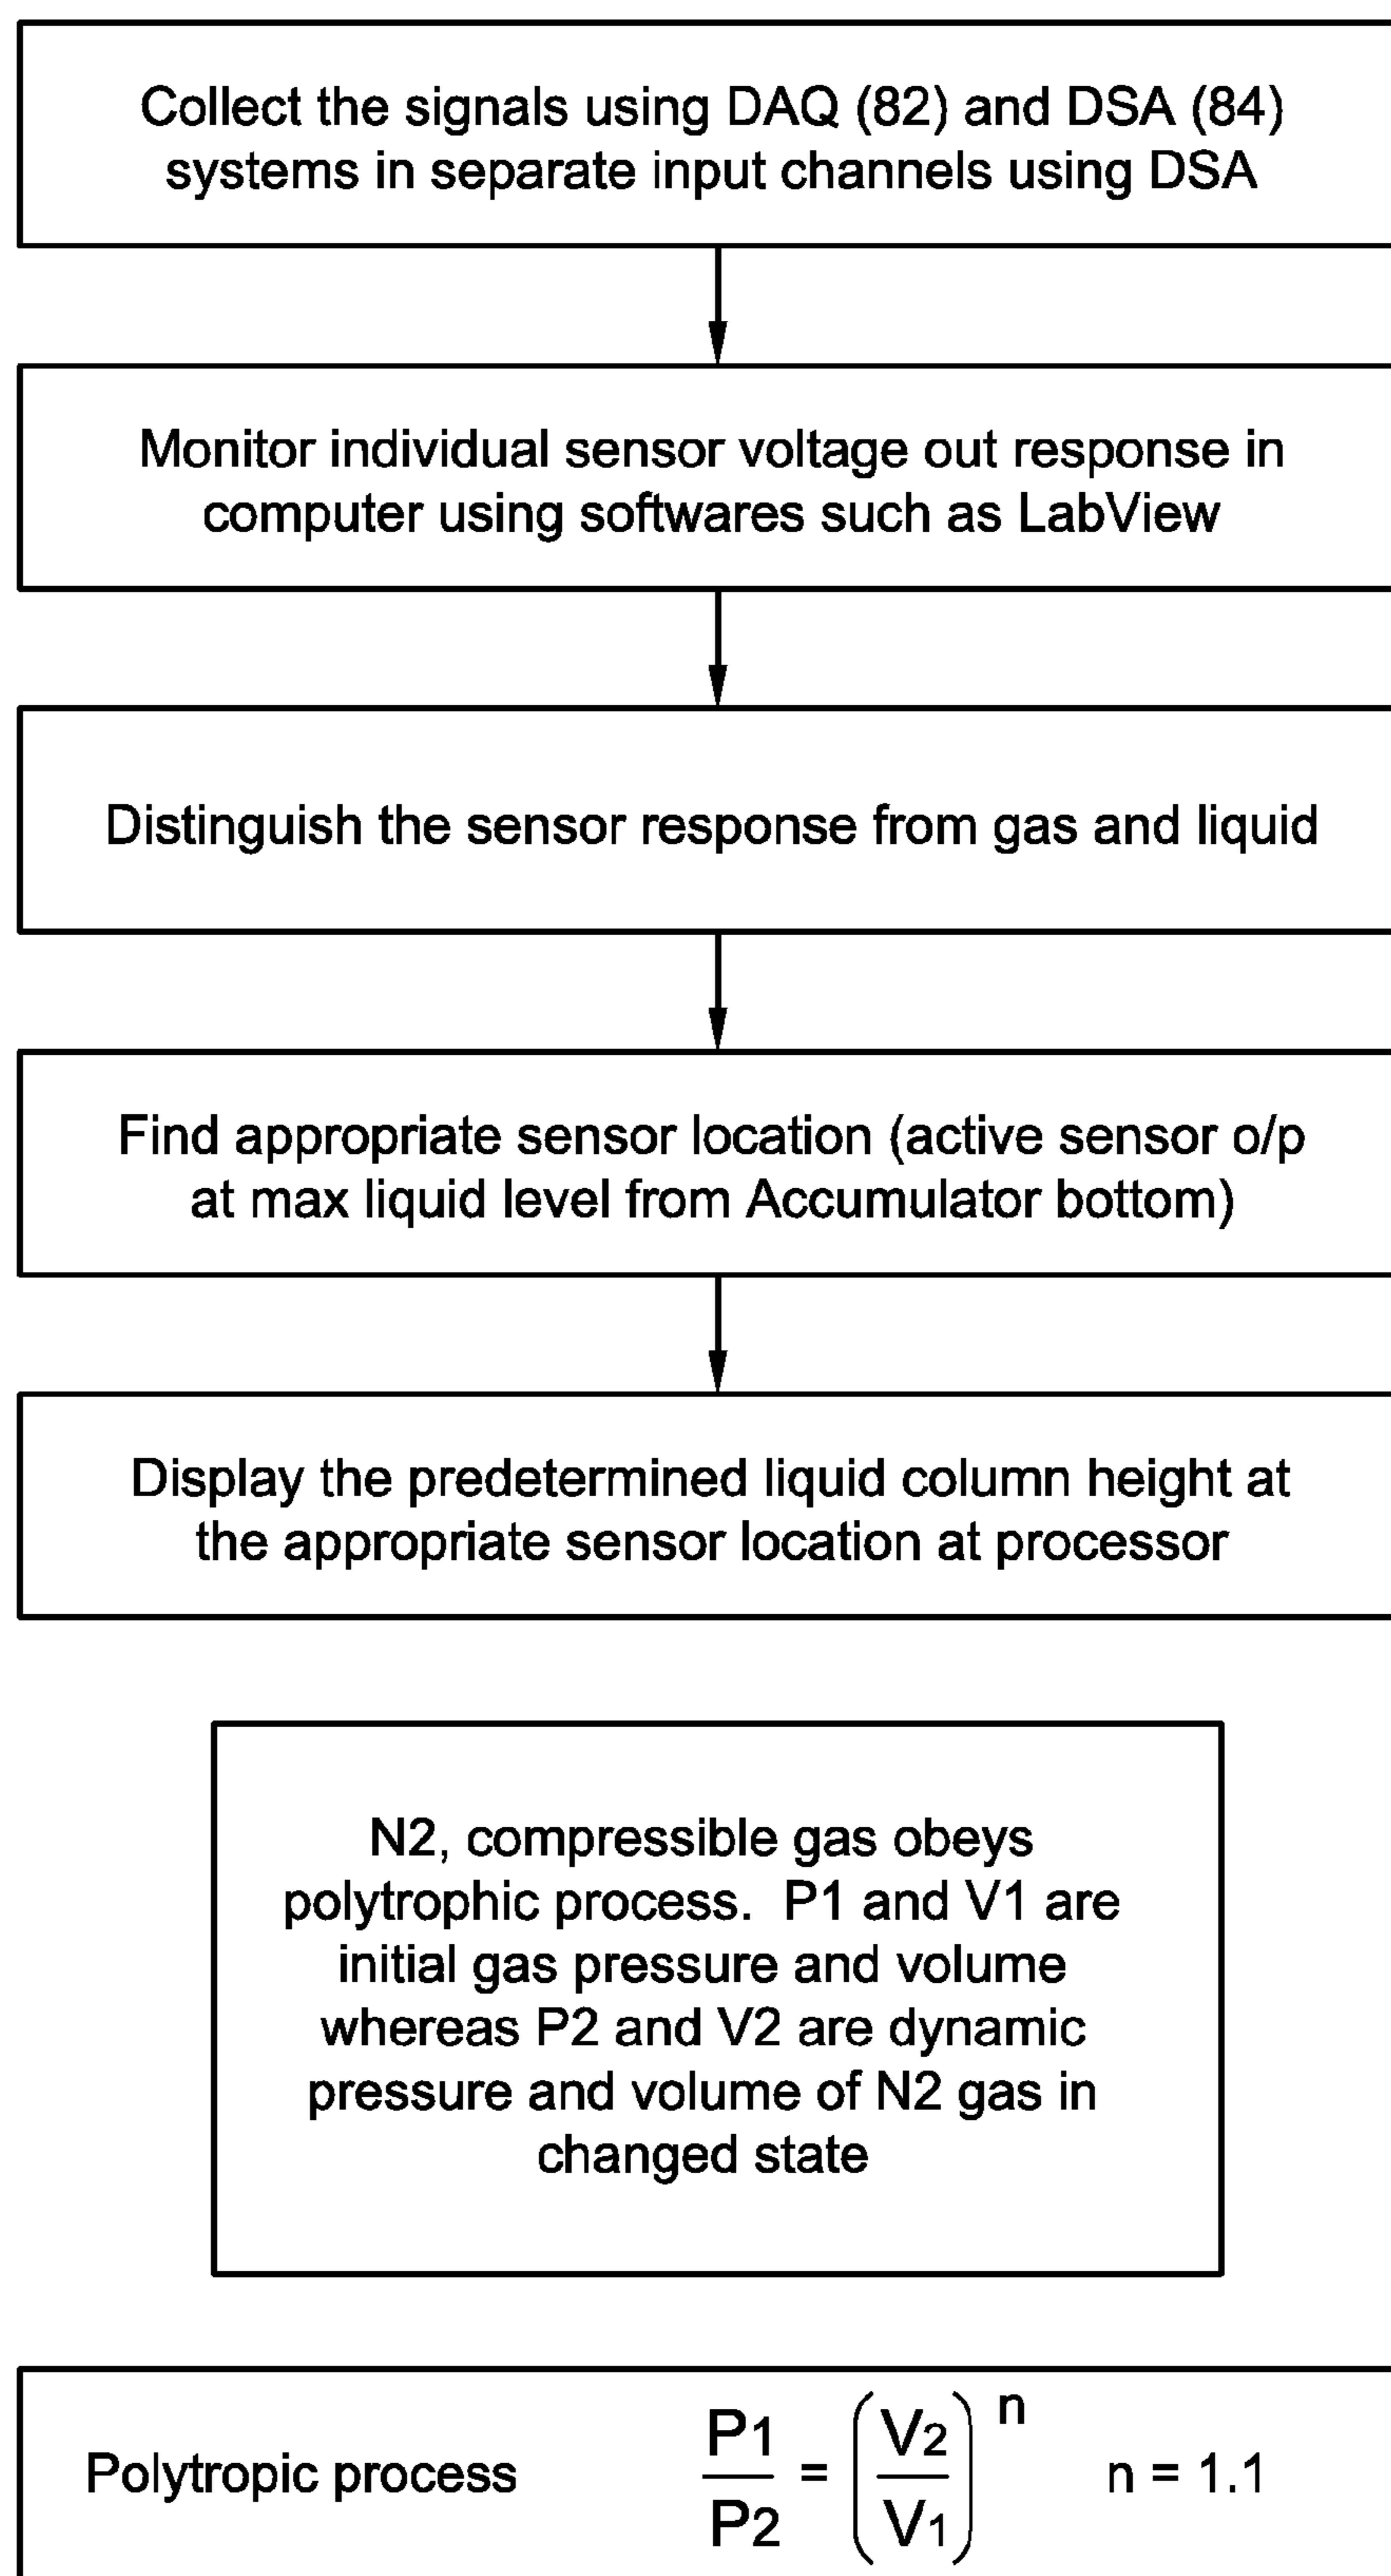 Collect the signals using DAQ (82) and DSA (84)
systems in separate input channels using DSA
Monitor individual sensor voltage out response in
computer using softwares such as LabView
Distinguish the sensor response from gas and liquid
Find appropriate sensor location (active sensor o/p
at max liquid level from Accumulator bottom)
Display the predetermined liquid column height at
the appropriate sensor location at processor
N2, compressible gas obeys
polytrophic process. P1 and V1 are
initial gas pressure and volume
whereas P2 and V2 are dynamic
pressure and volume of N2 gas in
changed state
Polytropic process P1/P2 = (V2/V1)^n n = 1.1